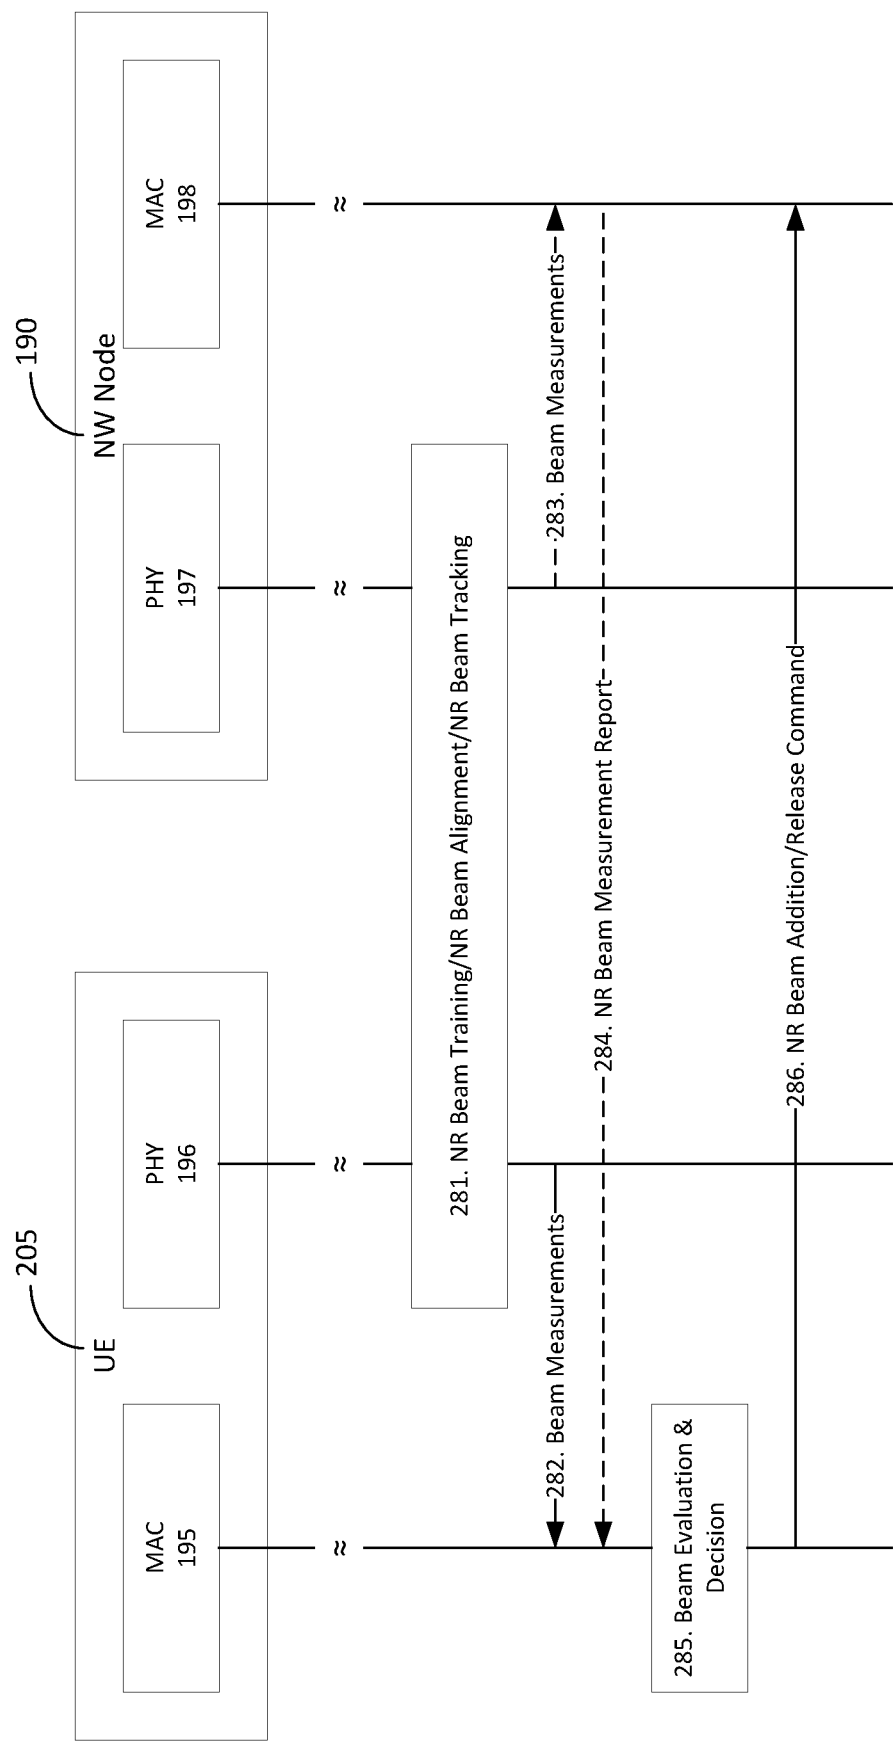 205
190
UE
NW Node
MAC
195
PHY
196
PHY
197
MAC
198
≈
≈
≈
≈
281. NR Beam Training/NR Beam Alignment/NR Beam Tracking
282. Beam Measurements
283. Beam Measurements
284. NR Beam Measurement Report
285. Beam Evaluation &
Decision
286. NR Beam Addition/Release Command